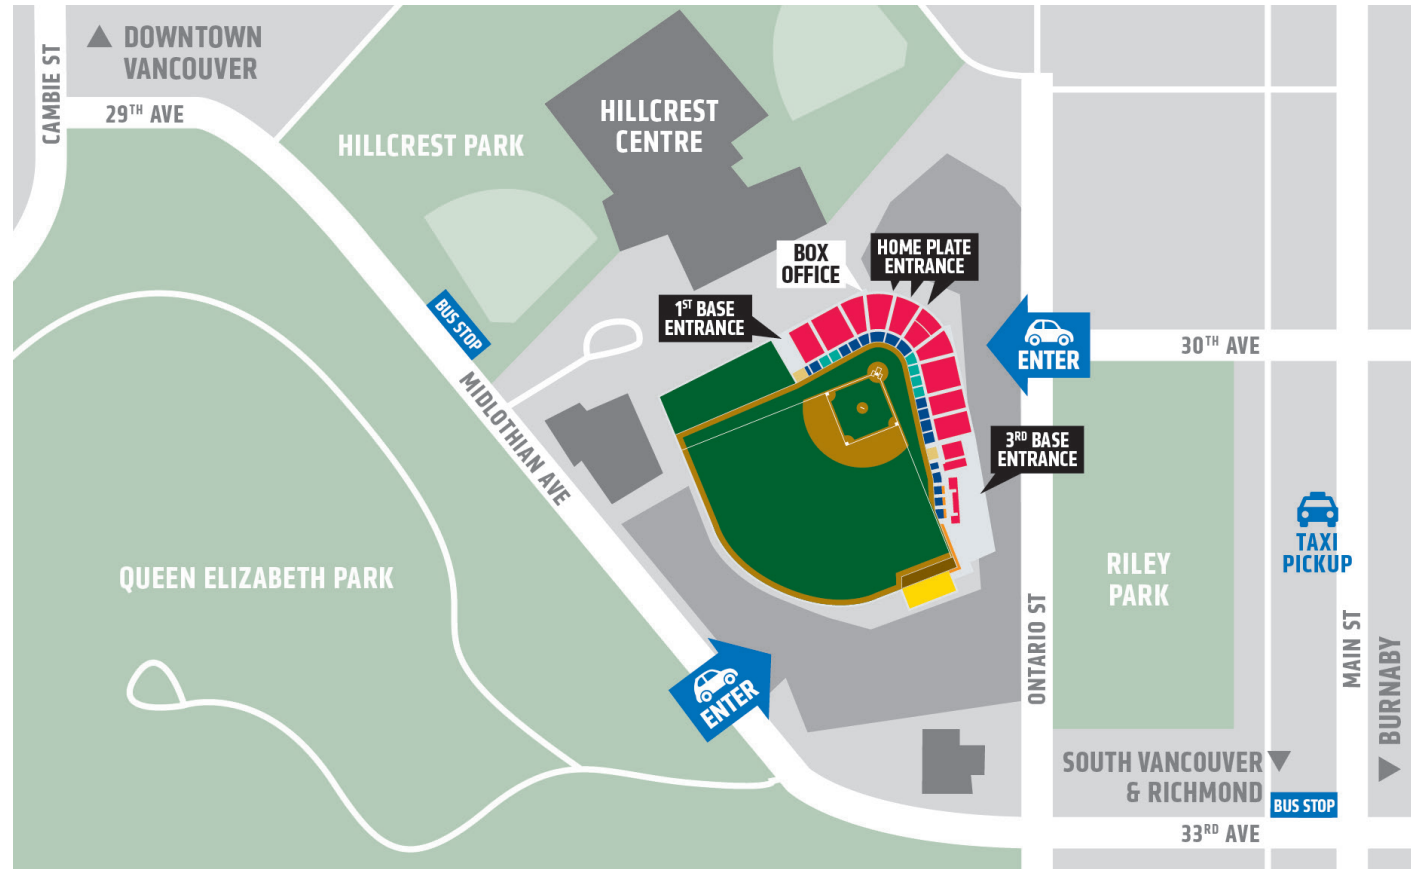 DOWNTOWN
VANCOUVER
CAMBIE ST
29TH AVE
HILLCREST PARK
HILLCREST
CENTRE
BOX
OFFICE
HOME PLATE
ENTRANCE
1ST BASE
ENTRANCE
BUS STOP
ENTER
30TH AVE
MIDLOTHIAN AVE
3RD BASE
ENTRANCE
TAXI
PICKUP
QUEEN ELIZABETH PARK
RILEY
PARK
ONTARIO ST
MAIN ST
BURNABY
ENTER
SOUTH VANCOUVER
& RICHMOND
BUS STOP
33RD AVE